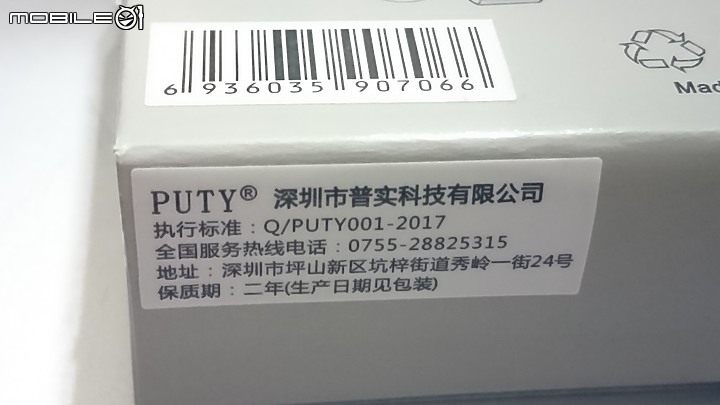 MOBILE01
6 936035 907066
Mad
PUTY® 深圳市普实科技有限公司
执行标准：Q/PUTY001-2017
全国服务热线电话：0755-28825315
地址：深圳市坪山新区坑梓街道秀岭一街24号
保质期：二年(生产日期见包装)